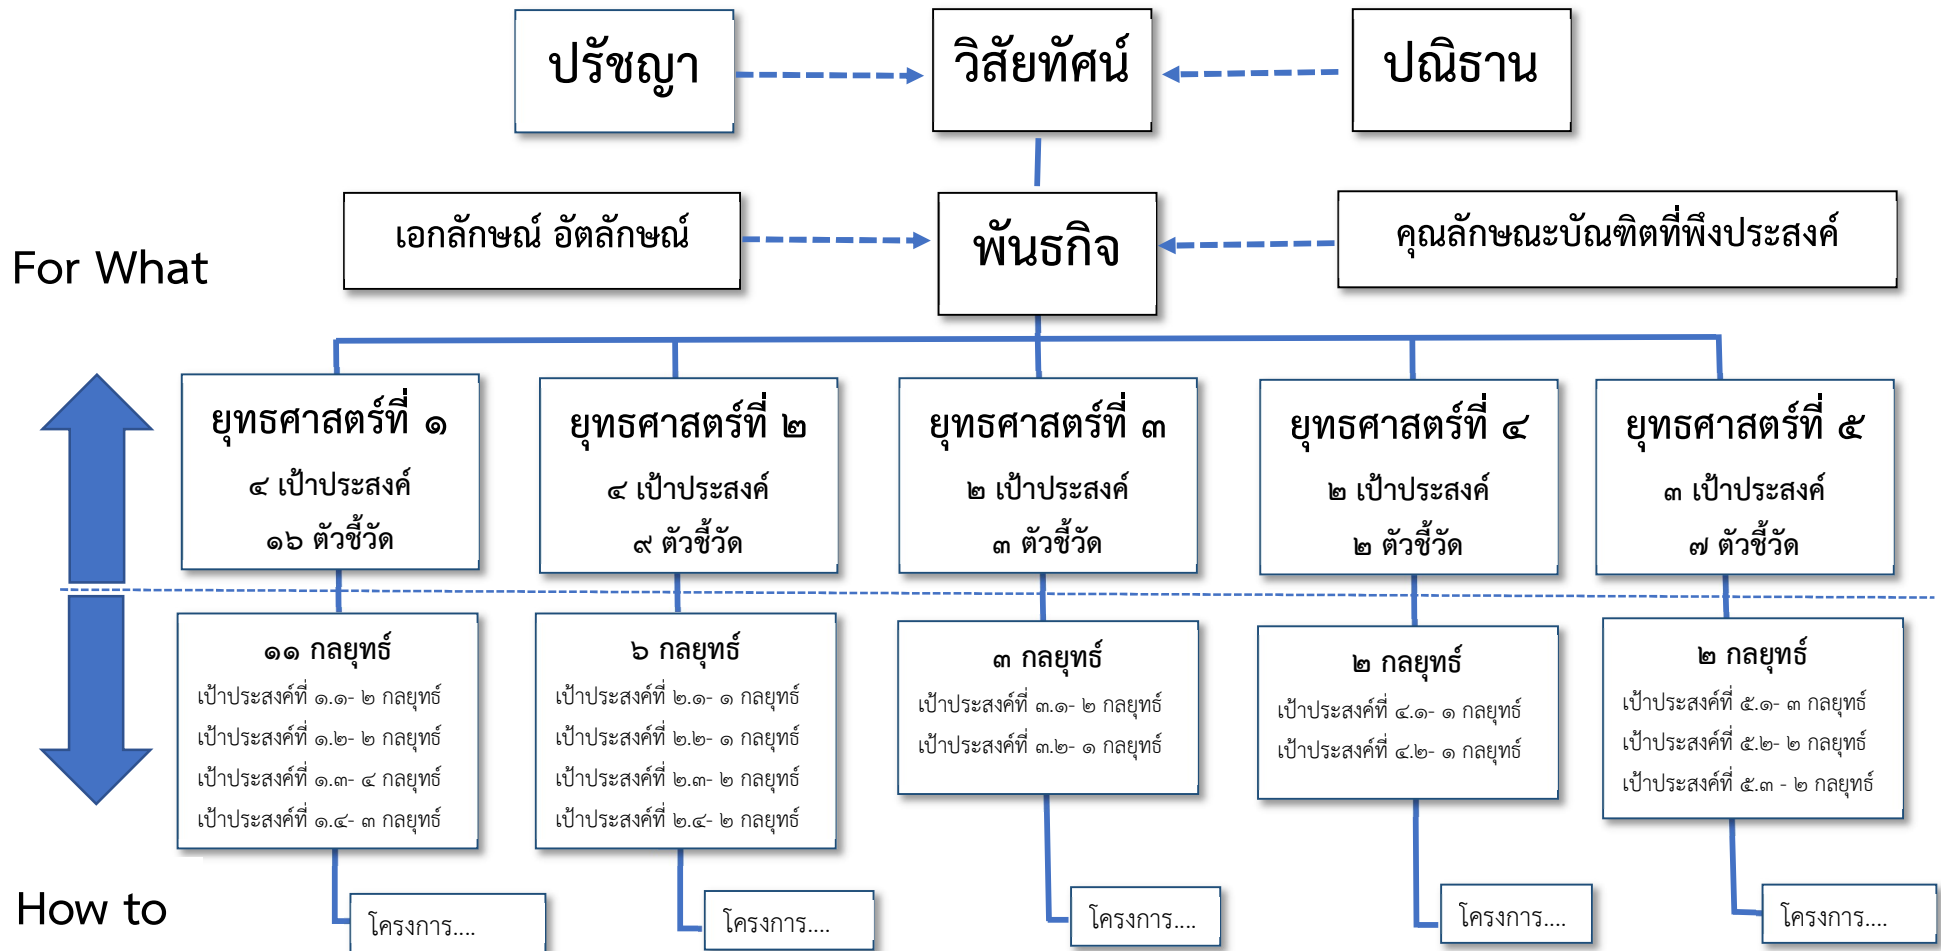 ปรัชญา
วิสัยทัศน์
ปณิธาน
เอกลักษณ์ อัตลักษณ์
พันธกิจ
คุณลักษณะบัณฑิตที่พึงประสงค์
For What
ยุทธศาสตร์ที่ ๑
๔ เป้าประสงค์
๑๖ ตัวชี้วัด
ยุทธศาสตร์ที่ ๒
๔ เป้าประสงค์
๙ ตัวชี้วัด
ยุทธศาสตร์ที่ ๓
๒ เป้าประสงค์
๓ ตัวชี้วัด
ยุทธศาสตร์ที่ ๔
๒ เป้าประสงค์
๒ ตัวชี้วัด
ยุทธศาสตร์ที่ ๕
๓ เป้าประสงค์
๗ ตัวชี้วัด
๑๑ กลยุทธ์
เป้าประสงค์ที่ ๑.๑- ๒ กลยุทธ์
เป้าประสงค์ที่ ๑.๒- ๒ กลยุทธ์
เป้าประสงค์ที่ ๑.๓- ๔ กลยุทธ์
เป้าประสงค์ที่ ๑.๔- ๓ กลยุทธ์
๖ กลยุทธ์
เป้าประสงค์ที่ ๒.๑- ๑ กลยุทธ์
เป้าประสงค์ที่ ๒.๒- ๑ กลยุทธ์
เป้าประสงค์ที่ ๒.๓- ๒ กลยุทธ์
เป้าประสงค์ที่ ๒.๔- ๒ กลยุทธ์
๓ กลยุทธ์
เป้าประสงค์ที่ ๓.๑- ๒ กลยุทธ์
เป้าประสงค์ที่ ๓.๒- ๑ กลยุทธ์
๒ กลยุทธ์
เป้าประสงค์ที่ ๔.๑- ๑ กลยุทธ์
เป้าประสงค์ที่ ๔.๒- ๑ กลยุทธ์
๒ กลยุทธ์
เป้าประสงค์ที่ ๕.๑- ๓ กลยุทธ์
เป้าประสงค์ที่ ๕.๒- ๒ กลยุทธ์
เป้าประสงค์ที่ ๕.๓ - ๒ กลยุทธ์
How to
โครงการ....
โครงการ....
โครงการ....
โครงการ....
โครงการ....